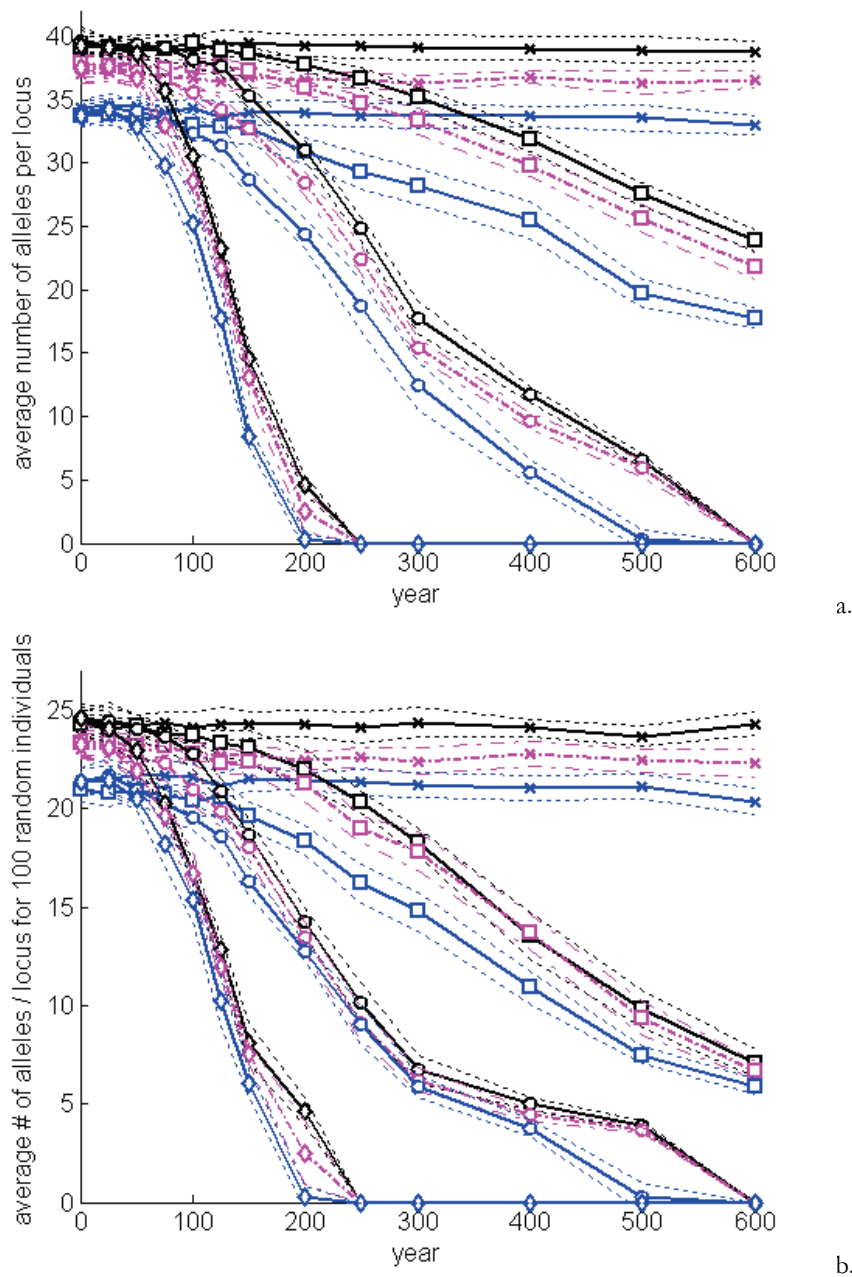 average number of alleles per locus
40
35
30
25
20
15
10
5
0
0 100 200 300 400 500 600
year
a.
average # of alleles / locus for 100 random individuals
25
20
15
10
5
0
0 100 200 300 400 500 600
year
b.